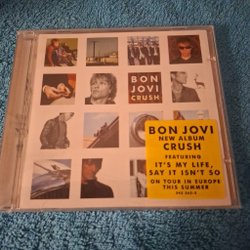 BON
JOVI
CRUSH
BON JOVI
NEW ALBUM
CRUSH
FEATURING
IT'S MY LIFE,
SAY IT ISN'T SO
ON TOUR IN EUROPE
THIS SUMMER